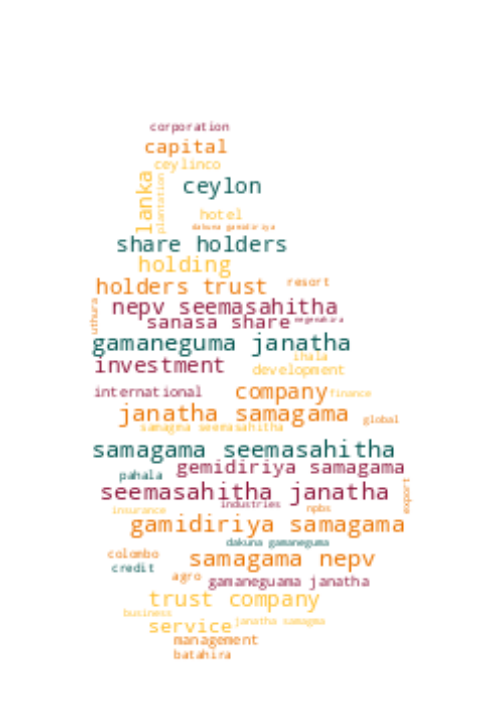 corporation
capital
ceylinco
lanka
plantation
ceylon
hotel
dakuna gamidiriya
share holders
holding
holders trust
resort
uthura
nepv seemasahitha
sanasa share
negenahira
gamaneguma janatha
ihala
investment
development
international
company
finance
janatha samagama
global
samagma seemasahitha
samagama seemasahitha
gemidiriya samagama
pahala
seemasahitha janatha
export
industries
insurance
npbs
gamidiriya samagama
dakuna gamaneguma
colombo
samagama nepv
credit
agro
gamaneguama janatha
trust company
business
service
janatha samagma
management
batahira